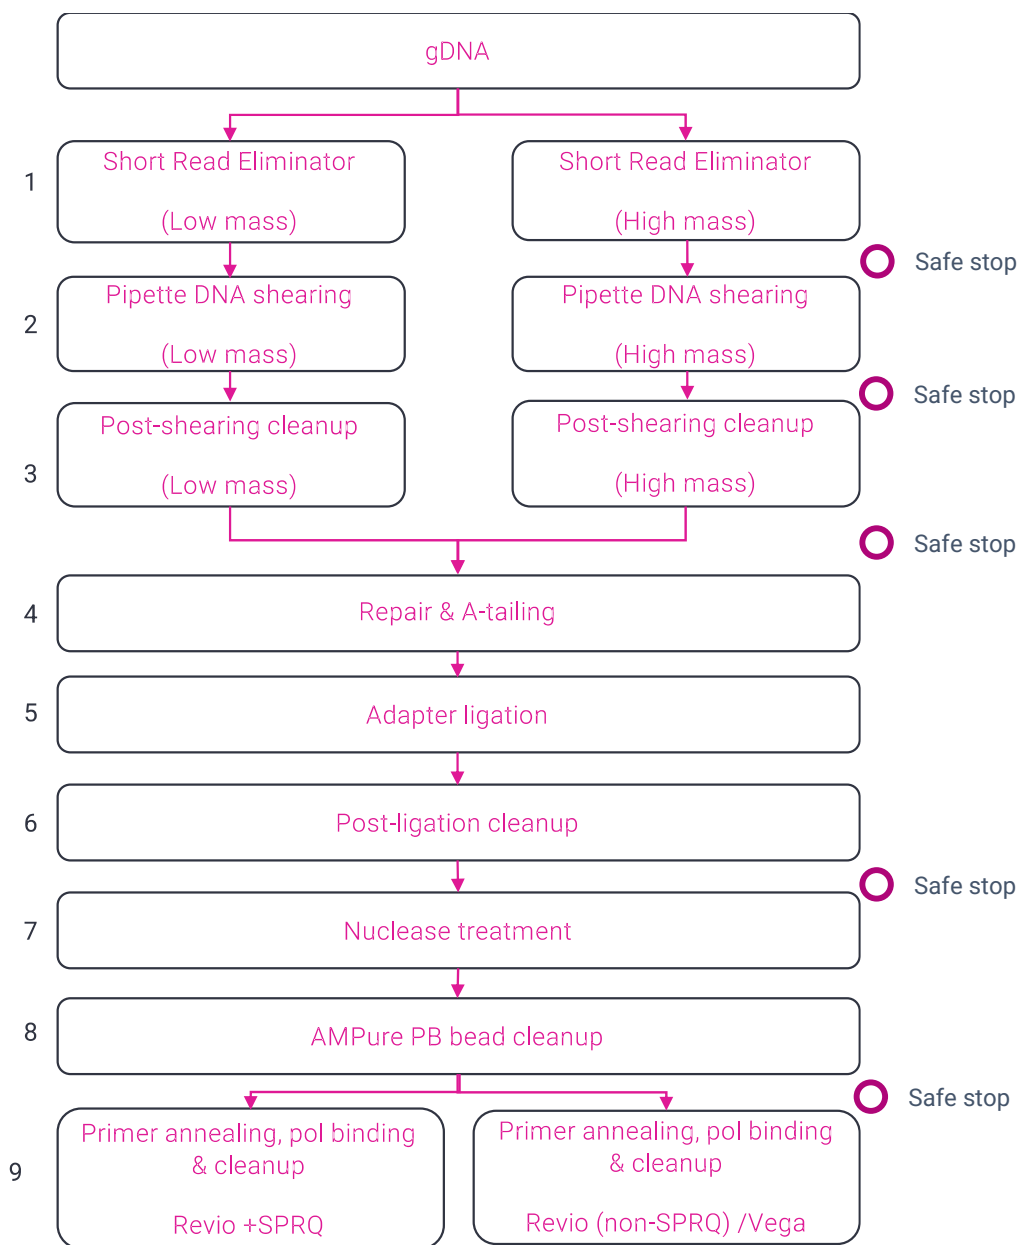 gDNA
1
Short Read Eliminator
(Low mass)
Short Read Eliminator
(High mass)
Safe stop
2
Pipette DNA shearing
(Low mass)
Pipette DNA shearing
(High mass)
Safe stop
3
Post-shearing cleanup
(Low mass)
Post-shearing cleanup
(High mass)
Safe stop
4
Repair & A-tailing
5
Adapter ligation
6
Post-ligation cleanup
Safe stop
7
Nuclease treatment
8
AMPure PB bead cleanup
Safe stop
9
Primer annealing, pol binding
& cleanup
Revio +SPRQ
Primer annealing, pol binding
& cleanup
Revio (non-SPRQ) /Vega